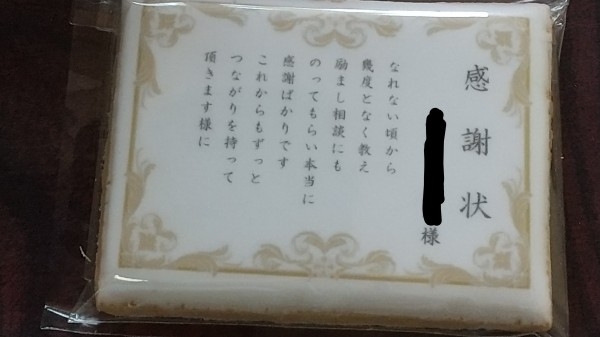 感謝状
様
なれない頃から
幾度となく教え
励まし相談にも
のってもらい本当に
感謝ばかりです
これからもずっと
つながりを持って
頂きます様に